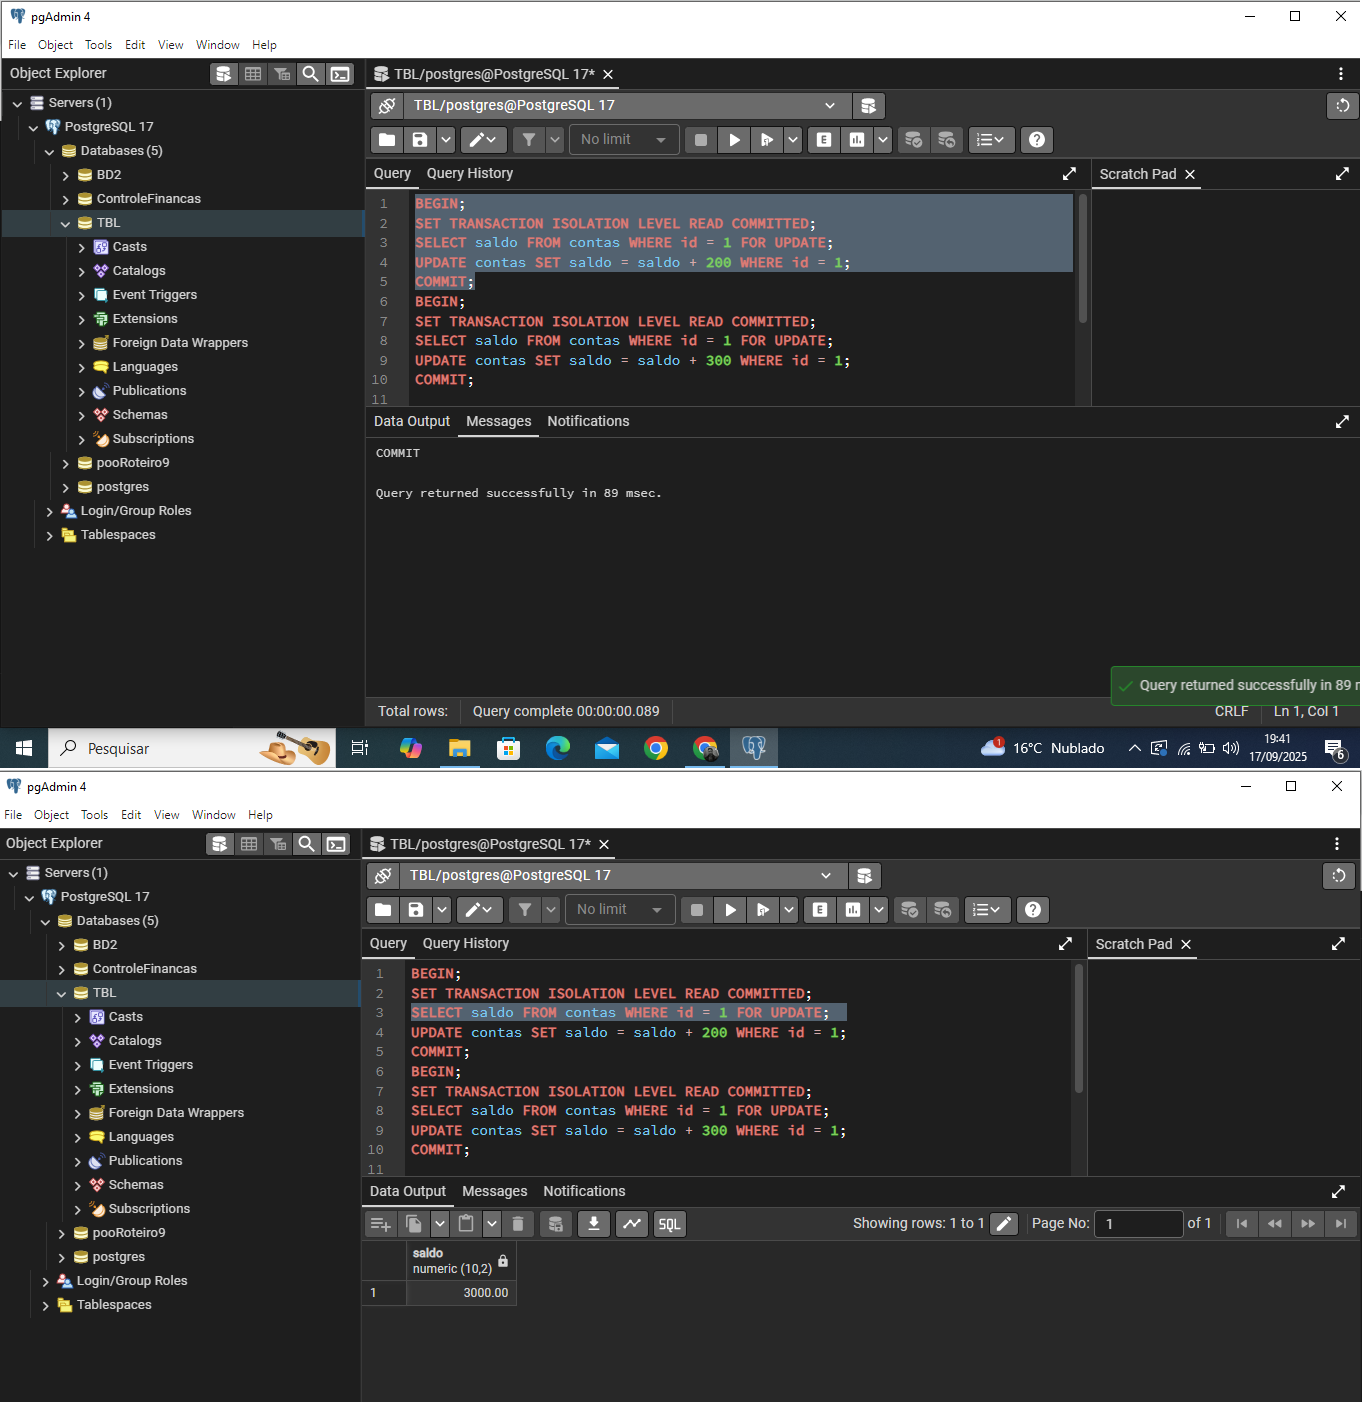 pgAdmin 4
File Object Tools Edit View Window Help
Object Explorer
TBL/postgres@PostgreSQL 17*
Servers (1)
PostgreSQL 17
Databases (5)
BD2
ControleFinancas
TBL
Casts
Catalogs
Event Triggers
Extensions
Foreign Data Wrappers
Languages
Publications
Schemas
Subscriptions
pooRoteiro9
postgres
Login/Group Roles
Tablespaces
TBL/postgres@PostgreSQL 17
No limit
E
Query Query History
Scratch Pad
1 BEGIN;
2 SET TRANSACTION ISOLATION LEVEL READ COMMITTED;
3 SELECT saldo FROM contas WHERE id = 1 FOR UPDATE;
4 UPDATE contas SET saldo = saldo + 200 WHERE id = 1;
5 COMMIT;
6 BEGIN;
7 SET TRANSACTION ISOLATION LEVEL READ COMMITTED;
8 SELECT saldo FROM contas WHERE id = 1 FOR UPDATE;
9 UPDATE contas SET saldo = saldo + 300 WHERE id = 1;
10 COMMIT;
11
Data Output Messages Notifications
COMMIT
Query returned successfully in 89 msec.
Query returned successfully in 89
Total rows: Query complete 00:00:00.089
CRLF Ln 1, Col 1
Pesquisar
1
16°C Nublado
19:41
17/09/2025
6
pgAdmin 4
File Object Tools Edit View Window Help
Object Explorer
TBL/postgres@PostgreSQL 17*
Servers (1)
PostgreSQL 17
Databases (5)
BD2
ControleFinancas
TBL
Casts
Catalogs
Event Triggers
Extensions
Foreign Data Wrappers
Languages
Publications
Schemas
Subscriptions
pooRoteiro9
postgres
Login/Group Roles
Tablespaces
TBL/postgres@PostgreSQL 17
No limit
E
Query Query History
Scratch Pad
1 BEGIN;
2 SET TRANSACTION ISOLATION LEVEL READ COMMITTED;
3 SELECT saldo FROM contas WHERE id = 1 FOR UPDATE;
4 UPDATE contas SET saldo = saldo + 200 WHERE id = 1;
5 COMMIT;
6 BEGIN;
7 SET TRANSACTION ISOLATION LEVEL READ COMMITTED;
8 SELECT saldo FROM contas WHERE id = 1 FOR UPDATE;
9 UPDATE contas SET saldo = saldo + 300 WHERE id = 1;
10 COMMIT;
11
Data Output Messages Notifications
SQL
Showing rows: 1 to 1
Page No: 1 of 1
saldo
numeric (10,2)
1 3000.00